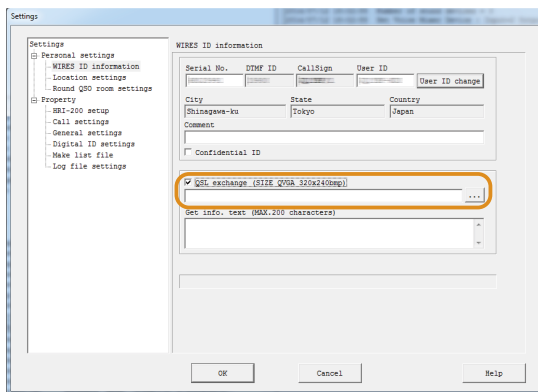 Settings
Settings
Personal settings
WIRES ID information
Location settings
Round QSO room settings
Property
HRI-200 setup
Call settings
General settings
Digital ID settings
Make list file
Log file settings
WIRES ID information
Serial No. DTMF ID CallSign User ID
User ID change
City State Country
Shinagawa-ku Tokyo Japan
Comment
Confidential ID
QSL exchange (SIZE QVGA 320x240bmp)
...
Get info. text (MAX.200 characters)
OK Cancel Help